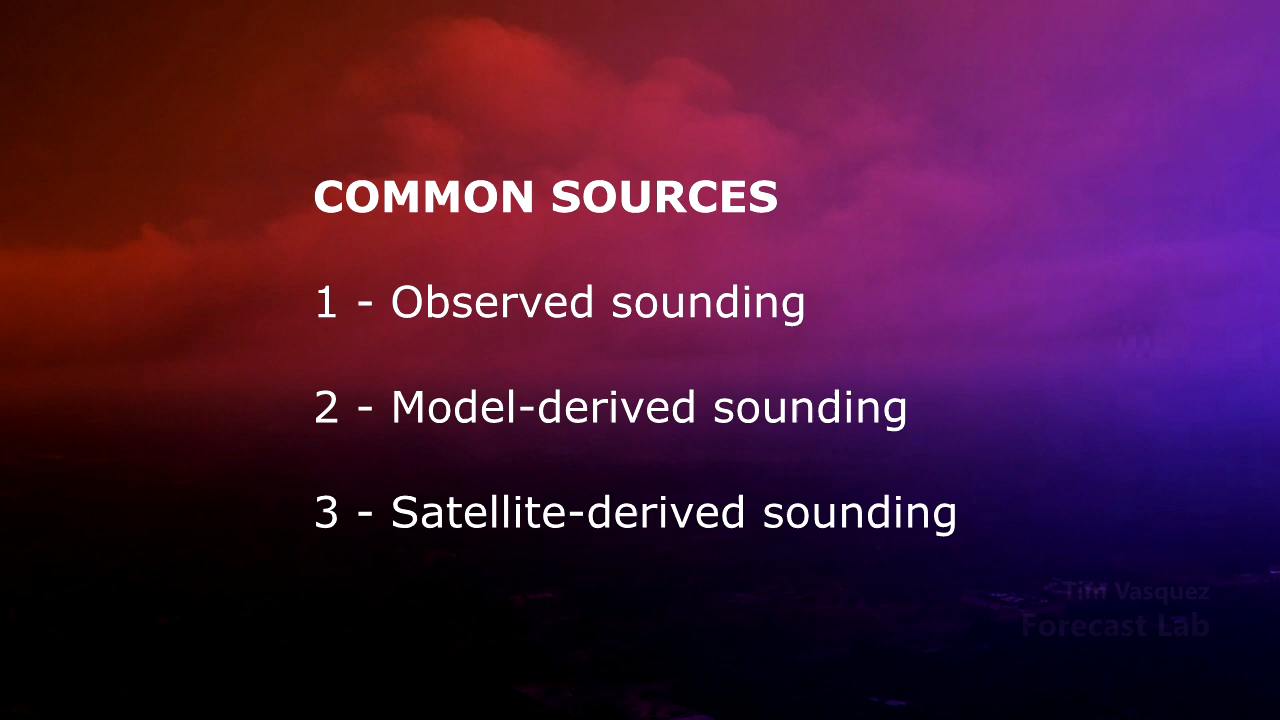 COMMON SOURCES
1 - Observed sounding
2 - Model-derived sounding
3 - Satellite-derived sounding
Tim Vasquez
Forecast Lab